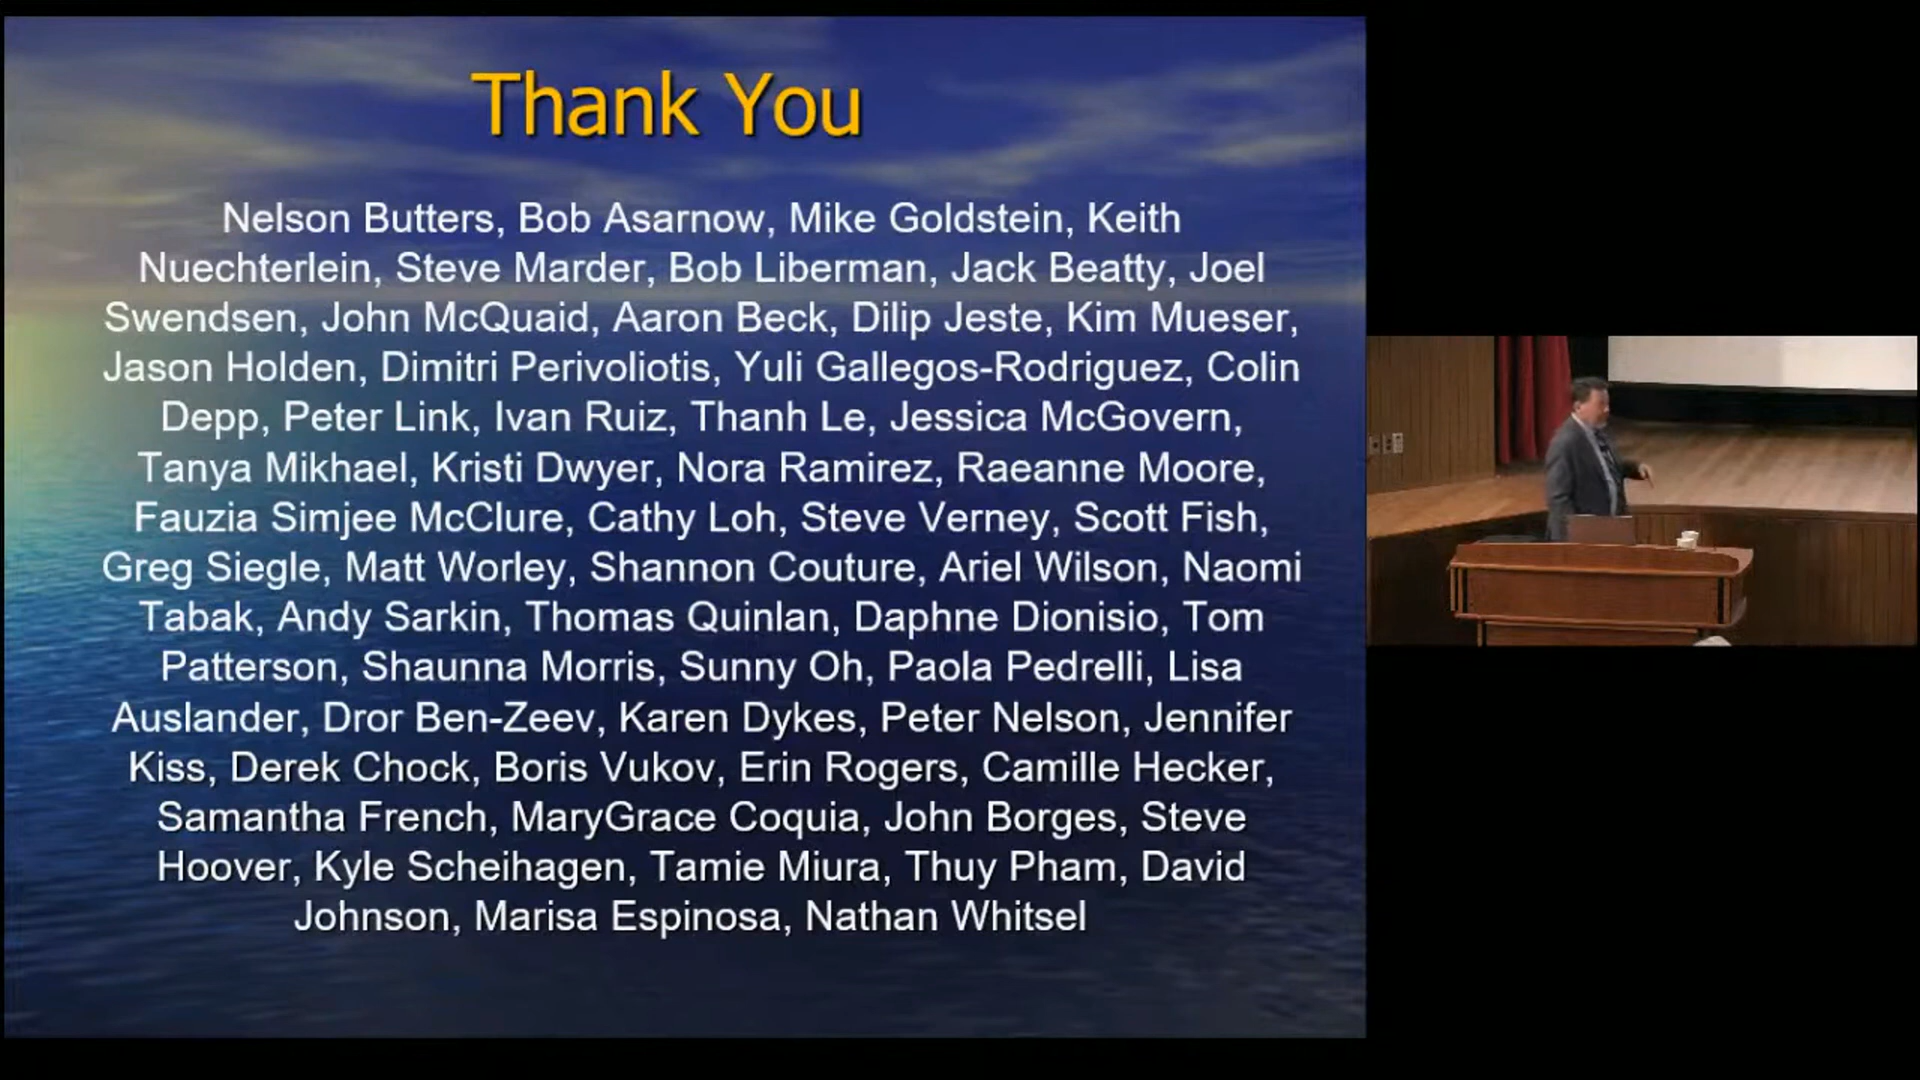 Thank You
Nelson Butters, Bob Asarnow, Mike Goldstein, Keith
Nuechterlein, Steve Marder, Bob Liberman, Jack Beatty, Joel
Swendsen, John McQuaid, Aaron Beck, Dilip Jeste, Kim Mueser,
Jason Holden, Dimitri Perivoliotis, Yuli Gallegos-Rodriguez, Colin
Depp, Peter Link, Ivan Ruiz, Thanh Le, Jessica McGovern,
Tanya Mikhael, Kristi Dwyer, Nora Ramirez, Raeanne Moore,
Fauzia Simjee McClure, Cathy Loh, Steve Verney, Scott Fish,
Greg Siegle, Matt Worley, Shannon Couture, Ariel Wilson, Naomi
Tabak, Andy Sarkin, Thomas Quinlan, Daphne Dionisio, Tom
Patterson, Shaunna Morris, Sunny Oh, Paola Pedrelli, Lisa
Auslander, Dror Ben-Zeev, Karen Dykes, Peter Nelson, Jennifer
Kiss, Derek Chock, Boris Vukov, Erin Rogers, Camille Hecker,
Samantha French, MaryGrace Coquia, John Borges, Steve
Hoover, Kyle Scheihagen, Tamie Miura, Thuy Pham, David
Johnson, Marisa Espinosa, Nathan Whitsel